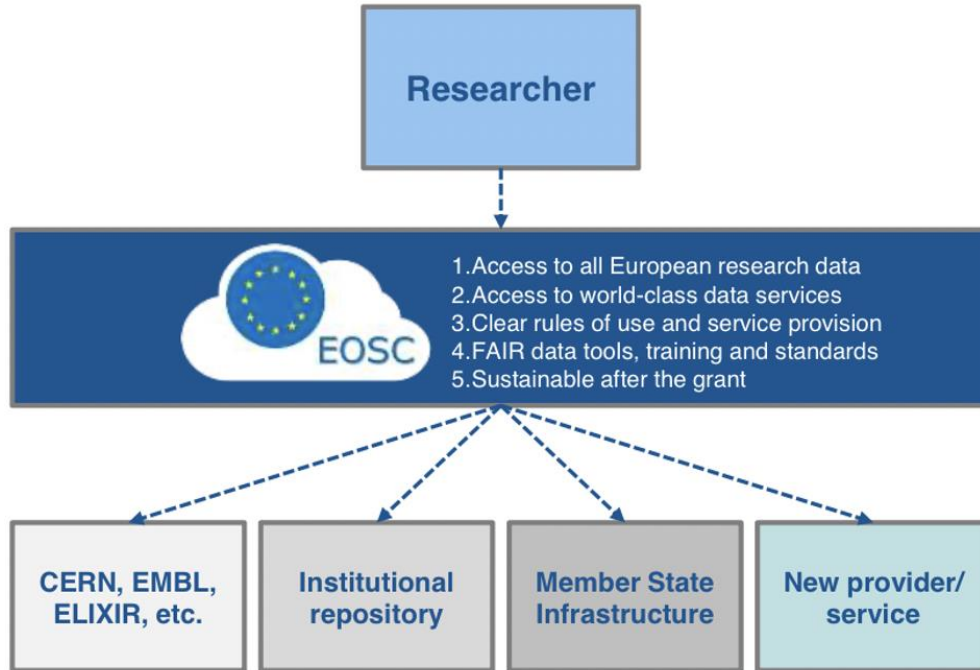 Researcher
EOSC
1.Access to all European research data
2.Access to world-class data services
3.Clear rules of use and service provision
4.FAIR data tools, training and standards
5.Sustainable after the grant
CERN, EMBL,
ELIXIR, etc.
Institutional
repository
Member State
Infrastructure
New provider/
service